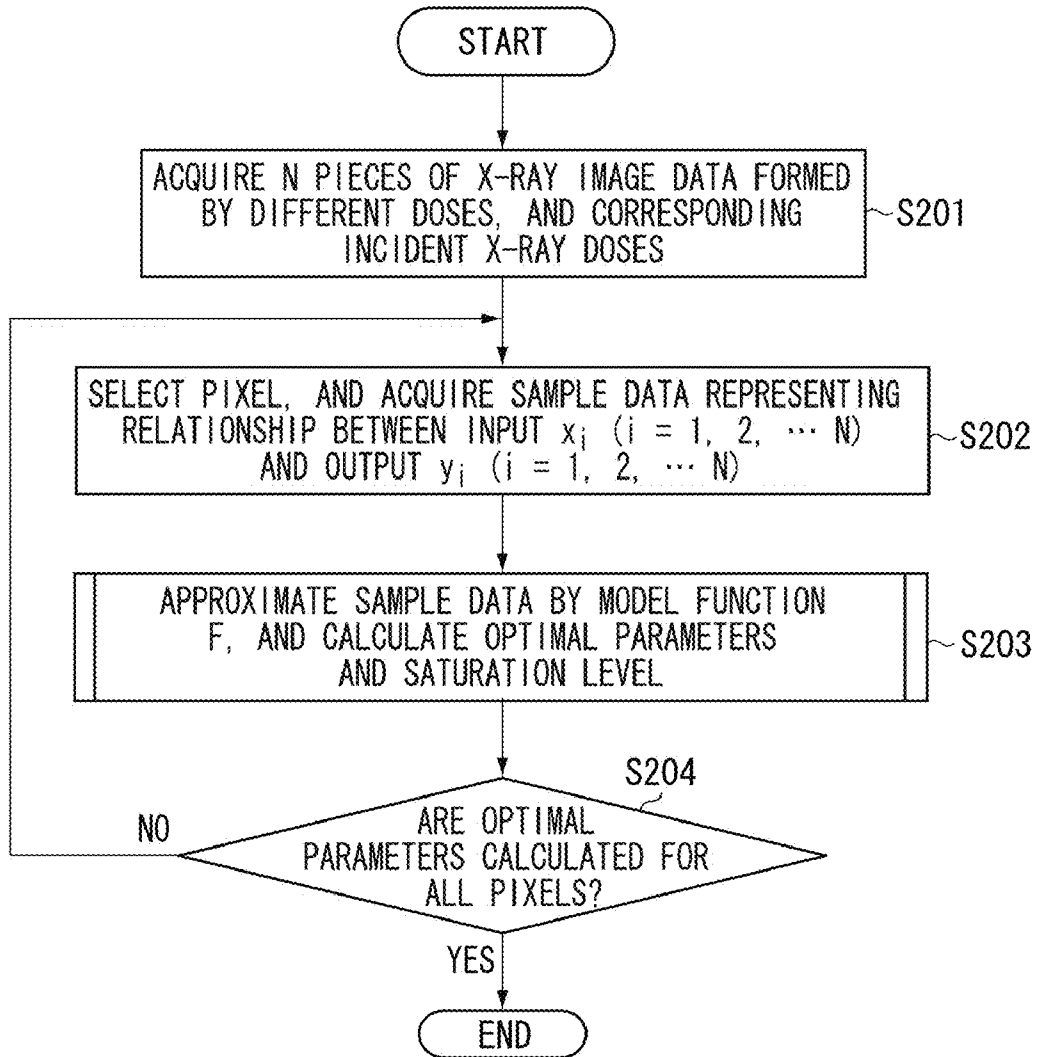 START
ACQUIRE N PIECES OF X-RAY IMAGE DATA FORMED
BY DIFFERENT DOSES, AND CORRESPONDING
INCIDENT X-RAY DOSES
S201
SELECT PIXEL, AND ACQUIRE SAMPLE DATA REPRESENTING
RELATIONSHIP BETWEEN INPUT xi (i = 1, 2, ··· N)
AND OUTPUT yi (i = 1, 2, ··· N)
S202
APPROXIMATE SAMPLE DATA BY MODEL FUNCTION
F, AND CALCULATE OPTIMAL PARAMETERS
AND SATURATION LEVEL
S203
S204
ARE OPTIMAL
PARAMETERS CALCULATED FOR
ALL PIXELS?
NO
YES
END